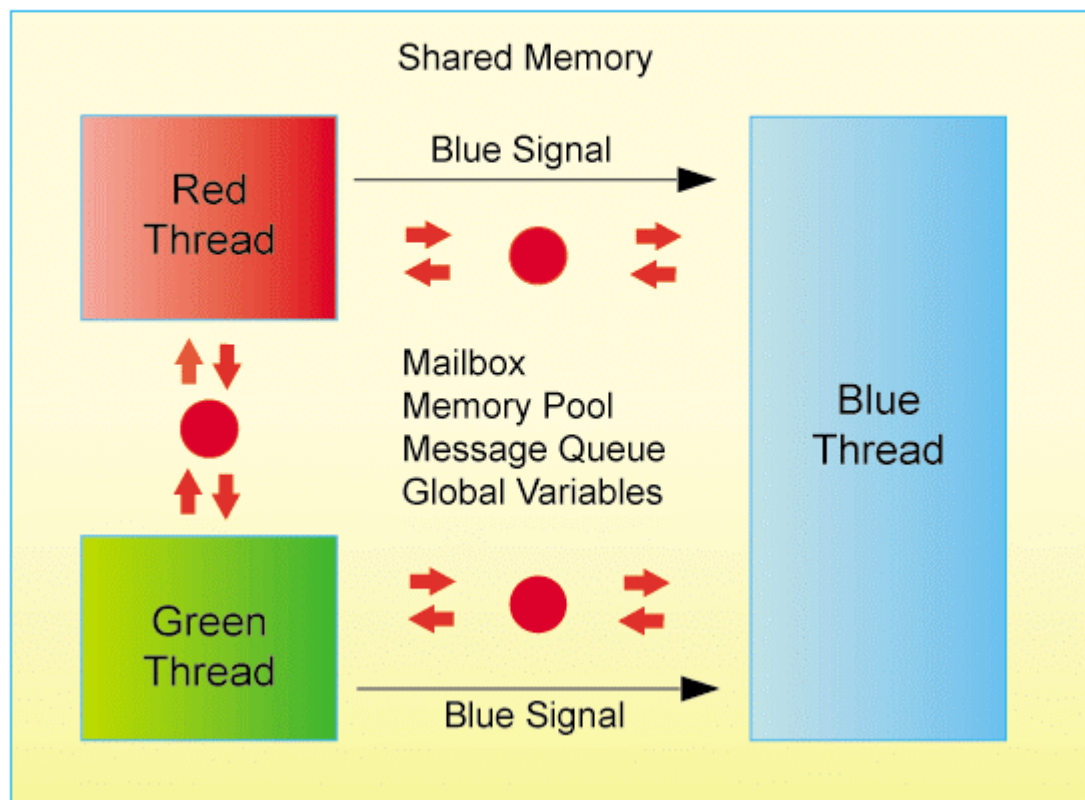 Shared Memory
Blue Signal
Red
Thread
Mailbox
Memory Pool
Message Queue
Global Variables
Blue
Thread
Green
Thread
Blue Signal